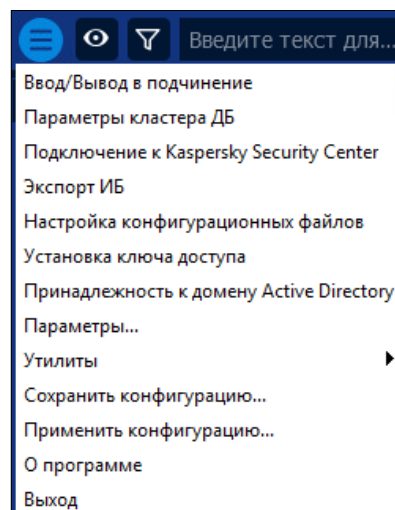 Введите текст для...
Ввод/Вывод в подчинение
Параметры кластера ДБ
Подключение к Kaspersky Security Center
Экспорт ИБ
Настройка конфигурационных файлов
Установка ключа доступа
Принадлежность к домену Active Directory
Параметры...
Утилиты
Сохранить конфигурацию...
Применить конфигурацию...
О программе
Выход